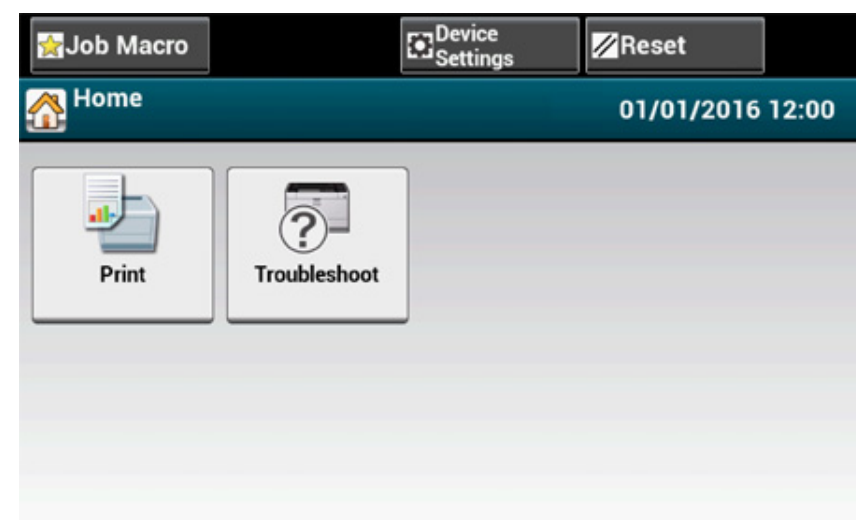 Job Macro
Device
Settings
Reset
Home
01/01/2016 12:00
Print
Troubleshoot